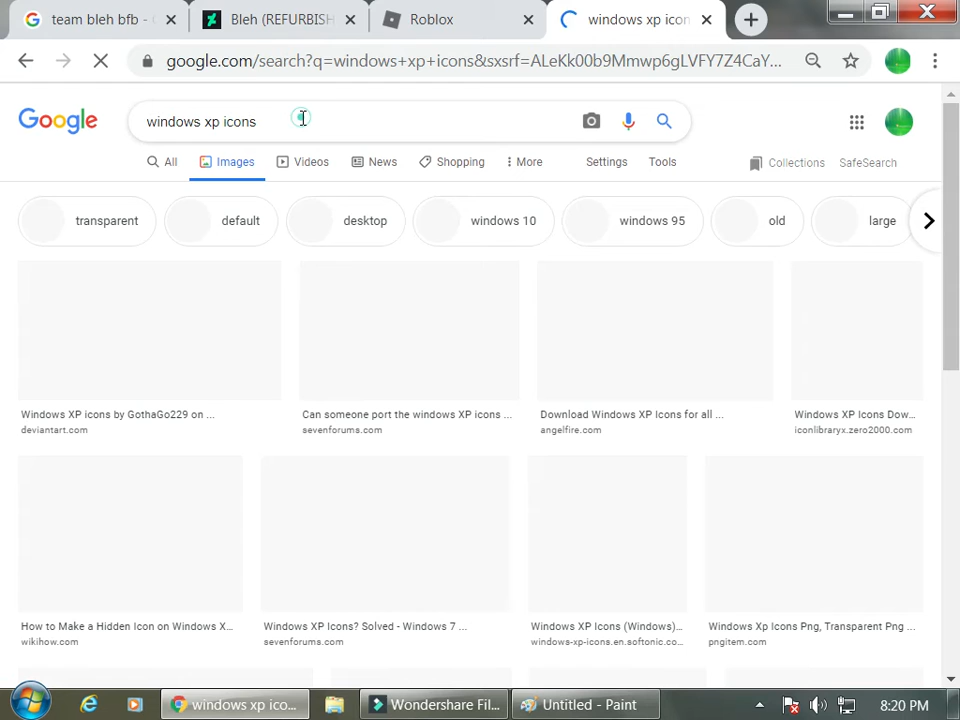 team bleh bfb -
Bleh (REFURBISH
Roblox
windows xp icon
google.com/search?q=windows+xp+icons&sxsrf=ALeKk00b9Mmwp6gLVFY7Z4CaY...
Google
windows xp icons
All
Images
Videos
News
Shopping
More
Settings
Tools
Collections
SafeSearch
transparent
default
desktop
windows 10
windows 95
old
large
Windows XP icons by GothaGo229 on ...
deviantart.com
Can someone port the windows XP icons ...
sevenforums.com
Download Windows XP Icons for all ...
angelfire.com
Windows XP Icons Dow...
iconlibraryx.zero2000.com
How to Make a Hidden Icon on Windows X...
wikihow.com
Windows XP Icons? Solved - Windows 7 ...
sevenforums.com
Windows XP Icons (Windows)...
windows-xp-icons.en.softonic.co...
Windows Xp Icons Png, Transparent Png ...
pngitem.com
windows xp ico...
Wondershare Fil...
Untitled - Paint
8:20 PM